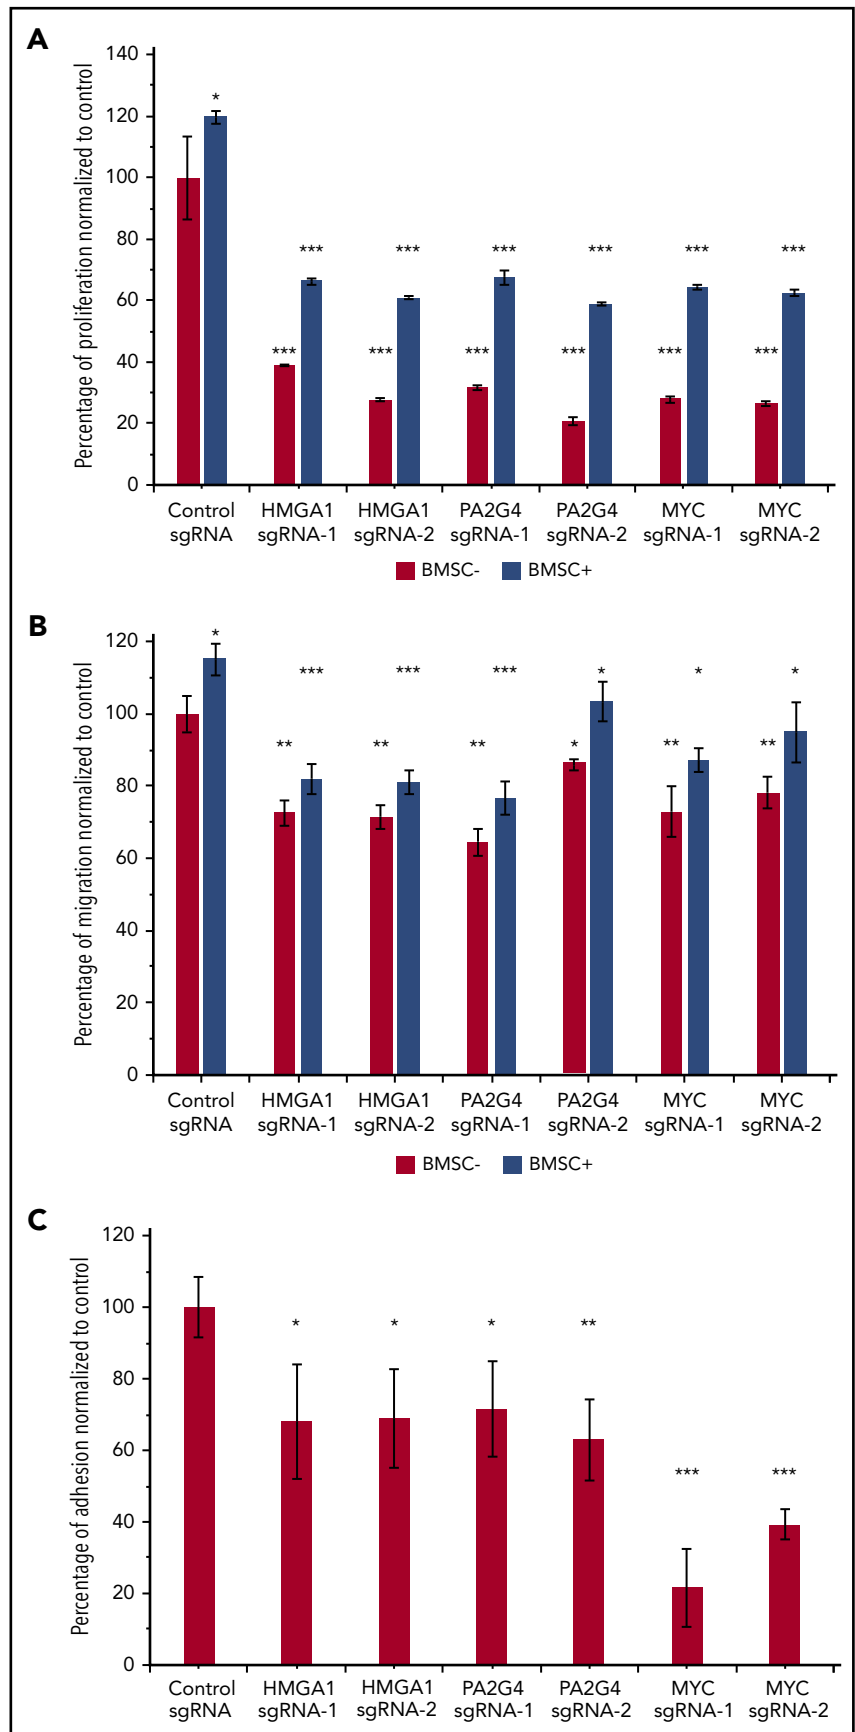 A
Percentage of proliferation normalized to control
140
120
100
80
60
40
20
0
*
*** *** *** *** *** ***
*** *** *** *** *** ***
Control HMGA1 HMGA1 PA2G4 PA2G4 MYC MYC
sgRNA sgRNA-1 sgRNA-2 sgRNA-1 sgRNA-2 sgRNA-1 sgRNA-2
BMSC- BMSC+
B
Percentage of migration normalized to control
120
100
80
60
40
20
0
*
*** *** *** * * *
** ** ** * ** **
Control HMGA1 HMGA1 PA2G4 PA2G4 MYC MYC
sgRNA sgRNA-1 sgRNA-2 sgRNA-1 sgRNA-2 sgRNA-1 sgRNA-2
BMSC- BMSC+
C
Percentage of adhesion normalized to control
120
100
80
60
40
20
0
* * * **
*** ***
Control HMGA1 HMGA1 PA2G4 PA2G4 MYC MYC
sgRNA sgRNA-1 sgRNA-2 sgRNA-1 sgRNA-2 sgRNA-1 sgRNA-2